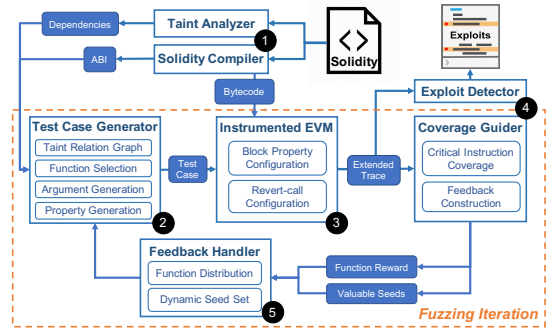 Dependencies
Taint Analyzer
1
Solidity Compiler
ABI
Bytecode
Solidity
Exploits
Exploit Detector
4
Test Case Generator
Taint Relation Graph
Function Selection
Argument Generation
Property Generation
2
Test
Case
Instrumented EVM
Block Property
Configuration
Revert-call
Configuration
3
Extended
Trace
Coverage Guider
Critical Instruction
Coverage
Feedback
Construction
Feedback Handler
Function Distribution
Dynamic Seed Set
5
Function Reward
Valuable Seeds
Fuzzing Iteration